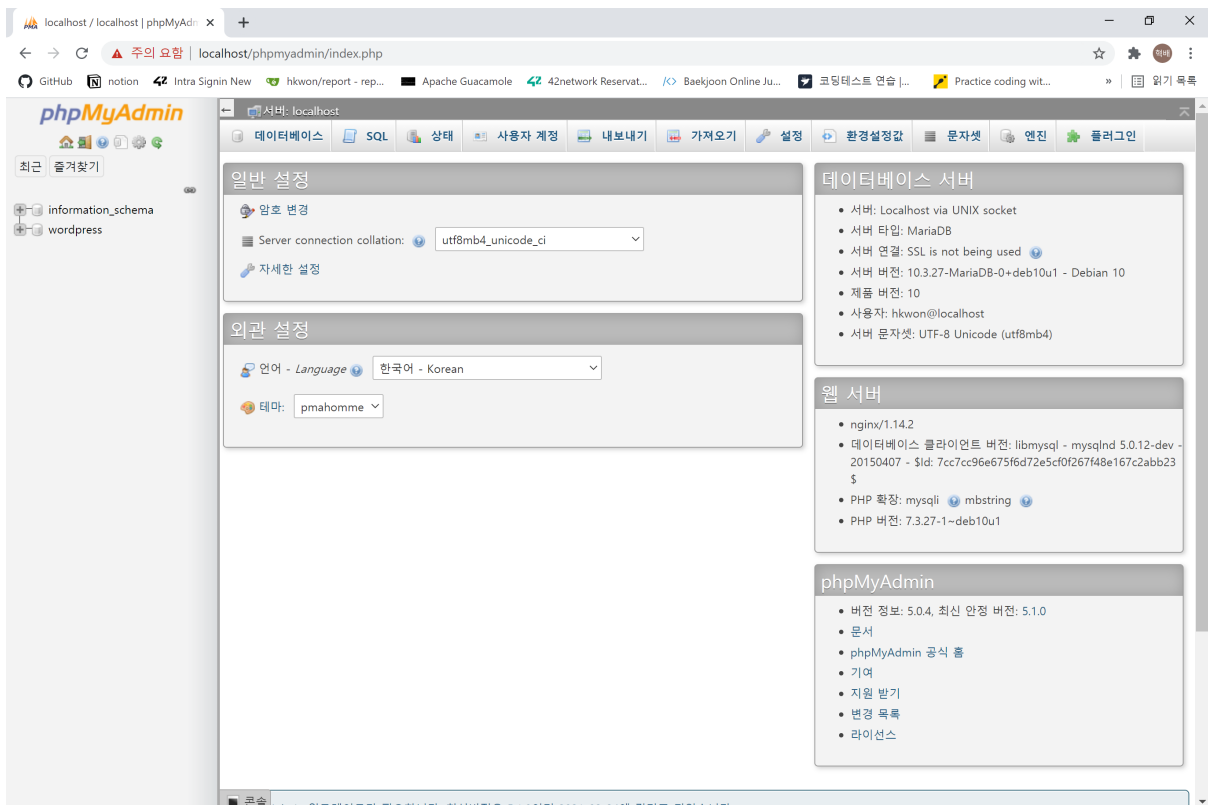 localhost / localhost | phpMyAdn
주의 요함 | localhost/phpmyadmin/index.php
혁배
GitHub notion 42 Intra Signin New hkwon/report - rep... Apache Guacamole 42network Reservat... Baekjoon Online Ju... 코딩테스트 연습 |... Practice coding wit... » 읽기 목록
phpMyAdmin
최근 즐겨찾기
information_schema
wordpress
서버: localhost
데이터베이스 SQL 상태 사용자 계정 내보내기 가져오기 설정 환경설정값 문자셋 엔진 플러그인
일반 설정
암호 변경
Server connection collation: utf8mb4_unicode_ci
자세한 설정
외관 설정
언어 - Language 한국어 - Korean
테마: pmahomme
데이터베이스 서버
서버: Localhost via UNIX socket
서버 타입: MariaDB
서버 연결: SSL is not being used
서버 버전: 10.3.27-MariaDB-0+deb10u1 - Debian 10
제품 버전: 10
사용자: hkwon@localhost
서버 문자셋: UTF-8 Unicode (utf8mb4)
웹 서버
nginx/1.14.2
데이터베이스 클라이언트 버전: libmysql - mysqlnd 5.0.12-dev -
20150407 - $Id: 7cc7cc96e675f6d72e5cf0f267f48e167c2abb23
$
PHP 확장: mysqli mbstring
PHP 버전: 7.3.27-1~deb10u1
phpMyAdmin
버전 정보: 5.0.4, 최신 안정 버전: 5.1.0
문서
phpMyAdmin 공식 홈
기여
지원 받기
변경 목록
라이선스
콘솔